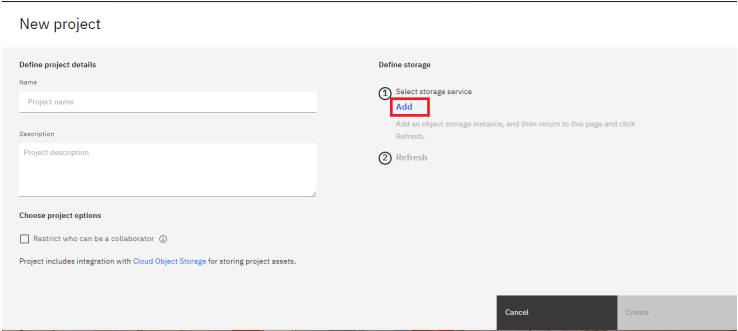 New project
Define project details
Name
Project name
Description
Project description
Choose project options
Restrict who can be a collaborator
Project includes integration with Cloud Object Storage for storing project assets.
Define storage
1 Select storage service
Add
Add an object storage instance, and then return to this page and click
Refresh.
2 Refresh
Cancel
Create